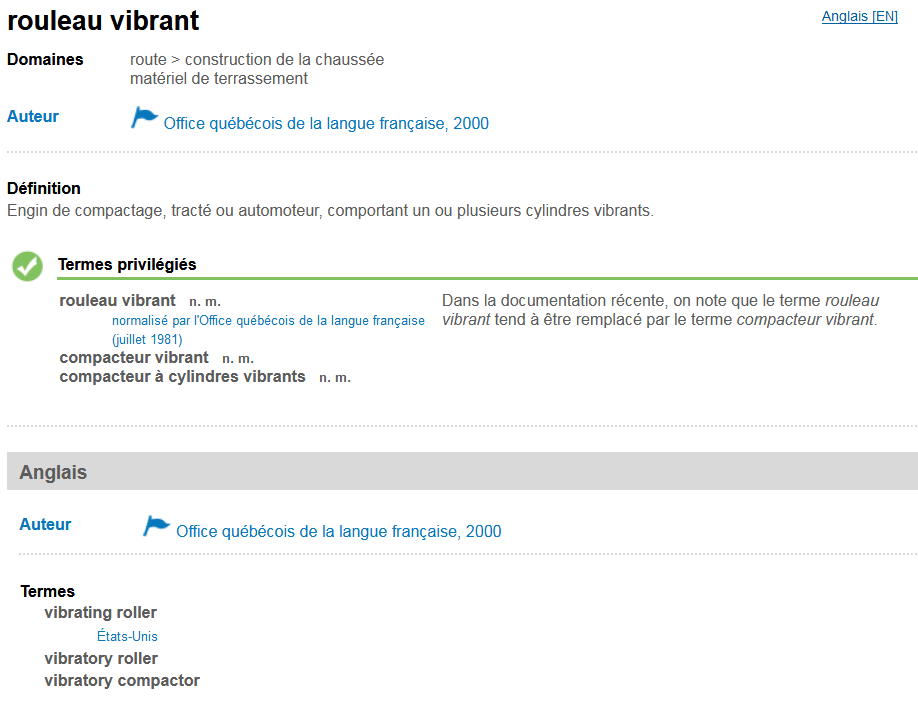 rouleau vibrant
Anglais [EN]
Domaines
route > construction de la chaussée
matériel de terrassement
Auteur
Office québécois de la langue française, 2000
Définition
Engin de compactage, tracté ou automoteur, comportant un ou plusieurs cylindres vibrants.
Termes privilégiés
rouleau vibrant n. m.
normalisé par l'Office québécois de la langue française
(juillet 1981)
compacteur vibrant n. m.
compacteur à cylindres vibrants n. m.
Dans la documentation récente, on note que le terme rouleau
vibrant tend à être remplacé par le terme compacteur vibrant.
Anglais
Auteur
Office québécois de la langue française, 2000
Termes
vibrating roller
États-Unis
vibratory roller
vibratory compactor